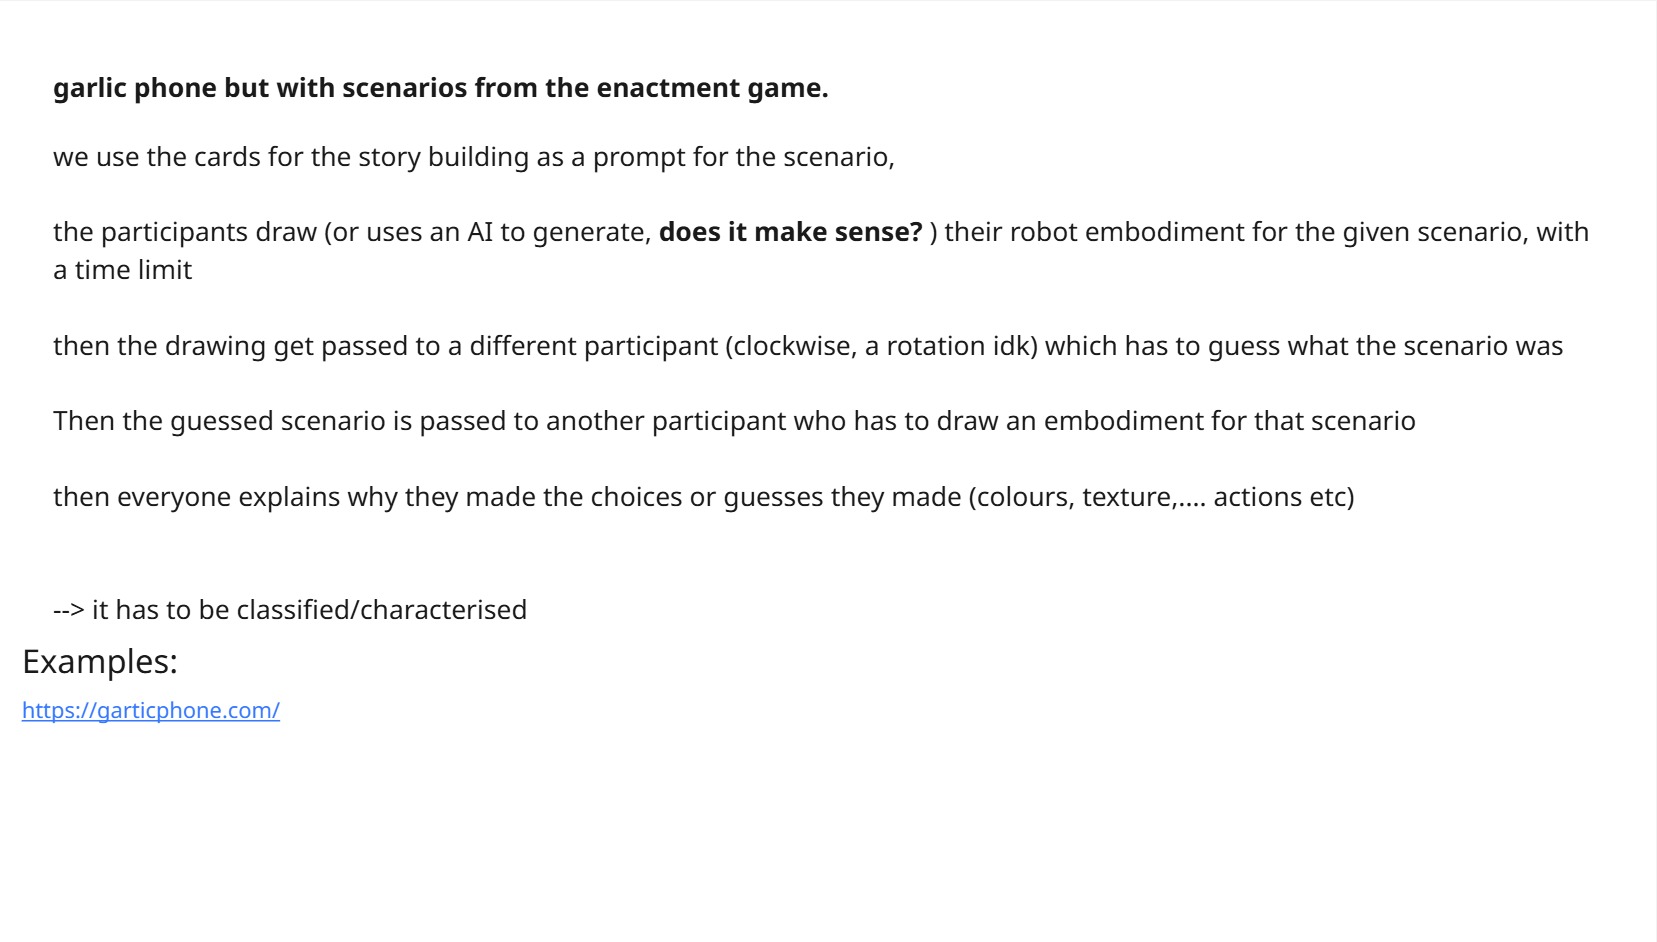 garlic phone but with scenarios from the enactment game.
we use the cards for the story building as a prompt for the scenario,
the participants draw (or uses an AI to generate, does it make sense? ) their robot embodiment for the given scenario, with
a time limit
then the drawing get passed to a different participant (clockwise, a rotation idk) which has to guess what the scenario was
Then the guessed scenario is passed to another participant who has to draw an embodiment for that scenario
then everyone explains why they made the choices or guesses they made (colours, texture,.... actions etc)
--> it has to be classified/characterised
Examples:
https://garticphone.com/